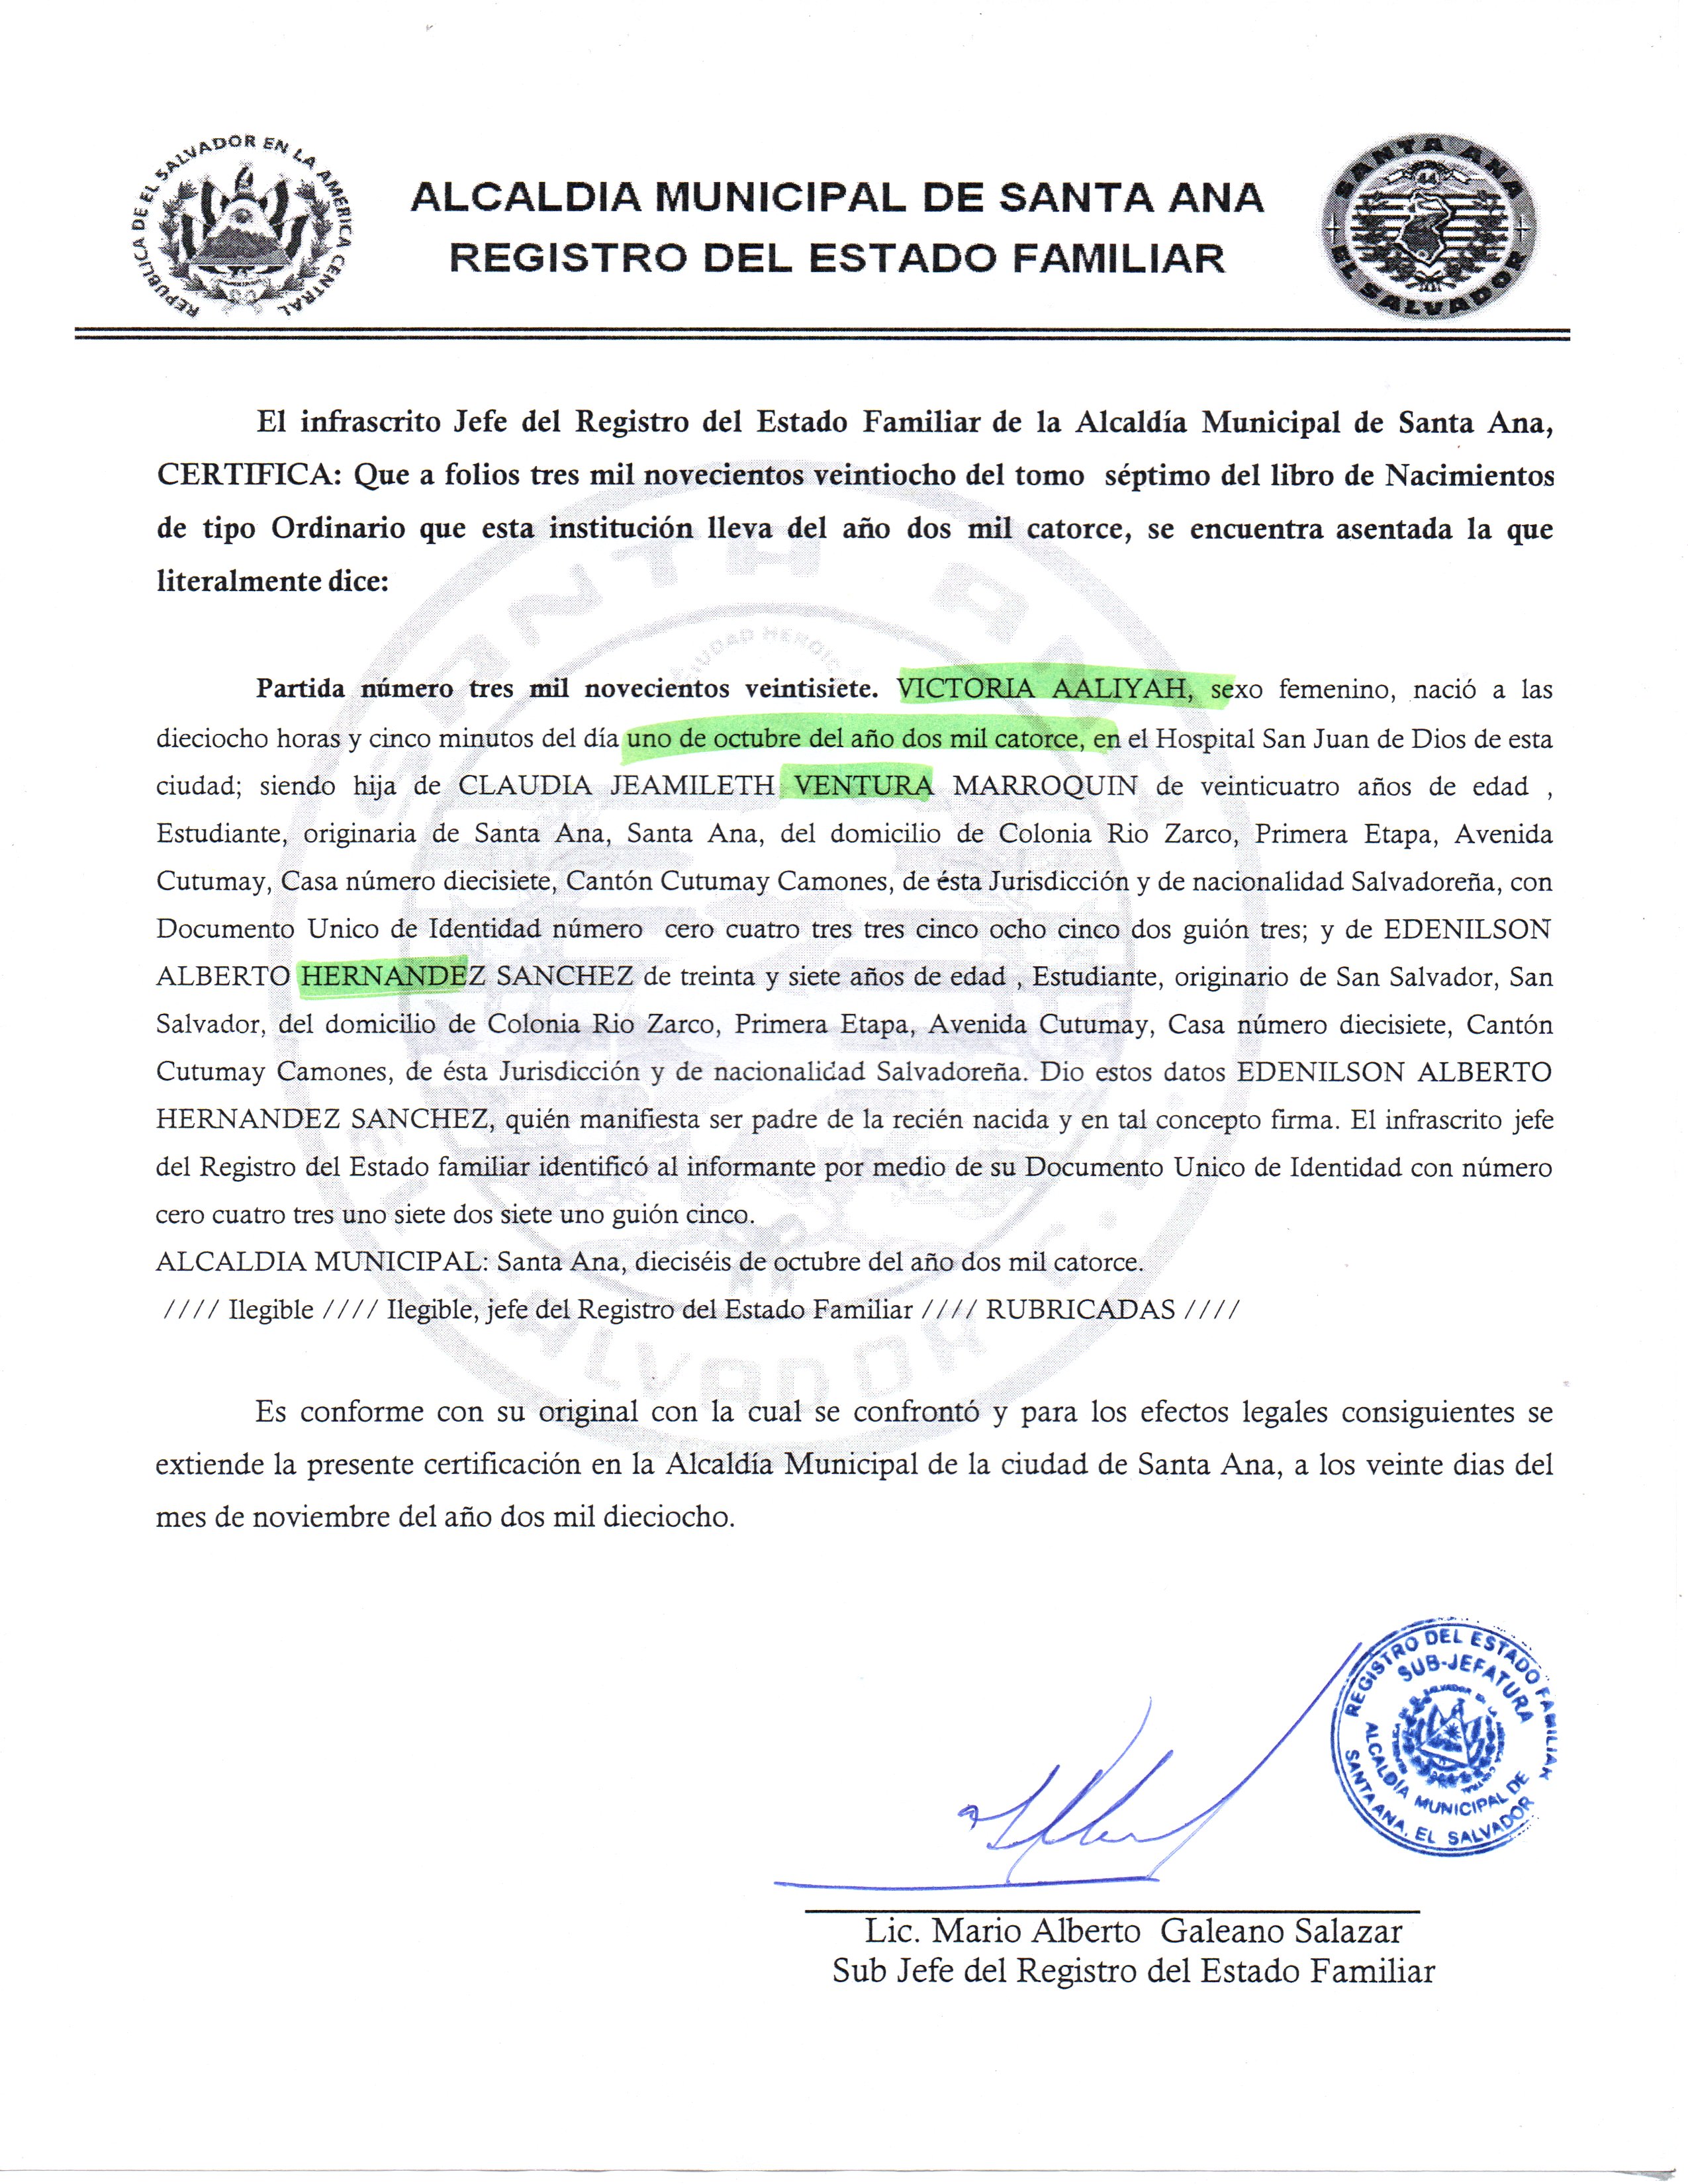 REPUBLICA DE EL SALVADOR EN LA AMERICA CENTRAL
ALCALDIA MUNICIPAL DE SANTA ANA
REGISTRO DEL ESTADO FAMILIAR
SANTA ANA
44
EL SALVADOR
El infrascrito Jefe del Registro del Estado Familiar de la Alcaldía Municipal de Santa Ana,
CERTIFICA: Que a folios tres mil novecientos veintiocho del tomo séptimo del libro de Nacimientos
de tipo Ordinario que esta institución lleva del año dos mil catorce, se encuentra asentada la que
literalmente dice:
Partida número tres mil novecientos veintisiete. VICTORIA AALIYAH, sexo femenino, nació a las
dieciocho horas y cinco minutos del día uno de octubre del año dos mil catorce, en el Hospital San Juan de Dios de esta
ciudad; siendo hija de CLAUDIA JEAMILETH VENTURA MARROQUIN de veinticuatro años de edad ,
Estudiante, originaria de Santa Ana, Santa Ana, del domicilio de Colonia Rio Zarco, Primera Etapa, Avenida
Cutumay, Casa número diecisiete, Cantón Cutumay Camones, de ésta Jurisdicción y de nacionalidad Salvadoreña, con
Documento Unico de Identidad número cero cuatro tres tres cinco ocho cinco dos guión tres; y de EDENILSON
ALBERTO HERNANDEZ SANCHEZ de treinta y siete años de edad , Estudiante, originario de San Salvador, San
Salvador, del domicilio de Colonia Rio Zarco, Primera Etapa, Avenida Cutumay, Casa número diecisiete, Cantón
Cutumay Camones, de ésta Jurisdicción y de nacionalidad Salvadoreña. Dio estos datos EDENILSON ALBERTO
HERNANDEZ SANCHEZ, quién manifiesta ser padre de la recién nacida y en tal concepto firma. El infrascrito jefe
del Registro del Estado familiar identificó al informante por medio de su Documento Unico de Identidad con número
cero cuatro tres uno siete dos siete uno guión cinco.
ALCALDIA MUNICIPAL: Santa Ana, dieciséis de octubre del año dos mil catorce.
//// Ilegible //// Ilegible, jefe del Registro del Estado Familiar //// RUBRICADAS ////
Es conforme con su original con la cual se confrontó y para los efectos legales consiguientes se
extiende la presente certificación en la Alcaldía Municipal de la ciudad de Santa Ana, a los veinte dias del
mes de noviembre del año dos mil dieciocho.
REGISTRO DEL ESTADO FAMILIAR
SUB-JEFATURA
ALCALDÍA MUNICIPAL DE
SANTA ANA, EL SALVADOR
Lic. Mario Alberto Galeano Salazar
Sub Jefe del Registro del Estado Familiar